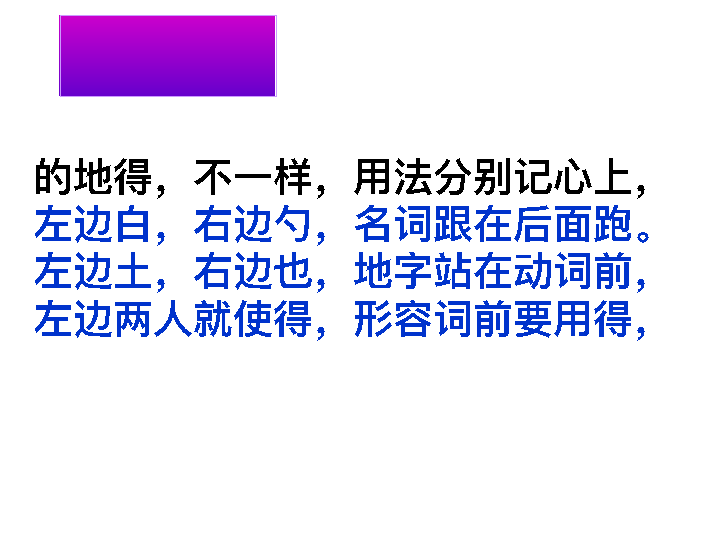 的地得，不一样，用法分别记心上，
左边白，右边勺，名词跟在后面跑。
左边土，右边也，地字站在动词前，
左边两人就使得，形容词前要用得，